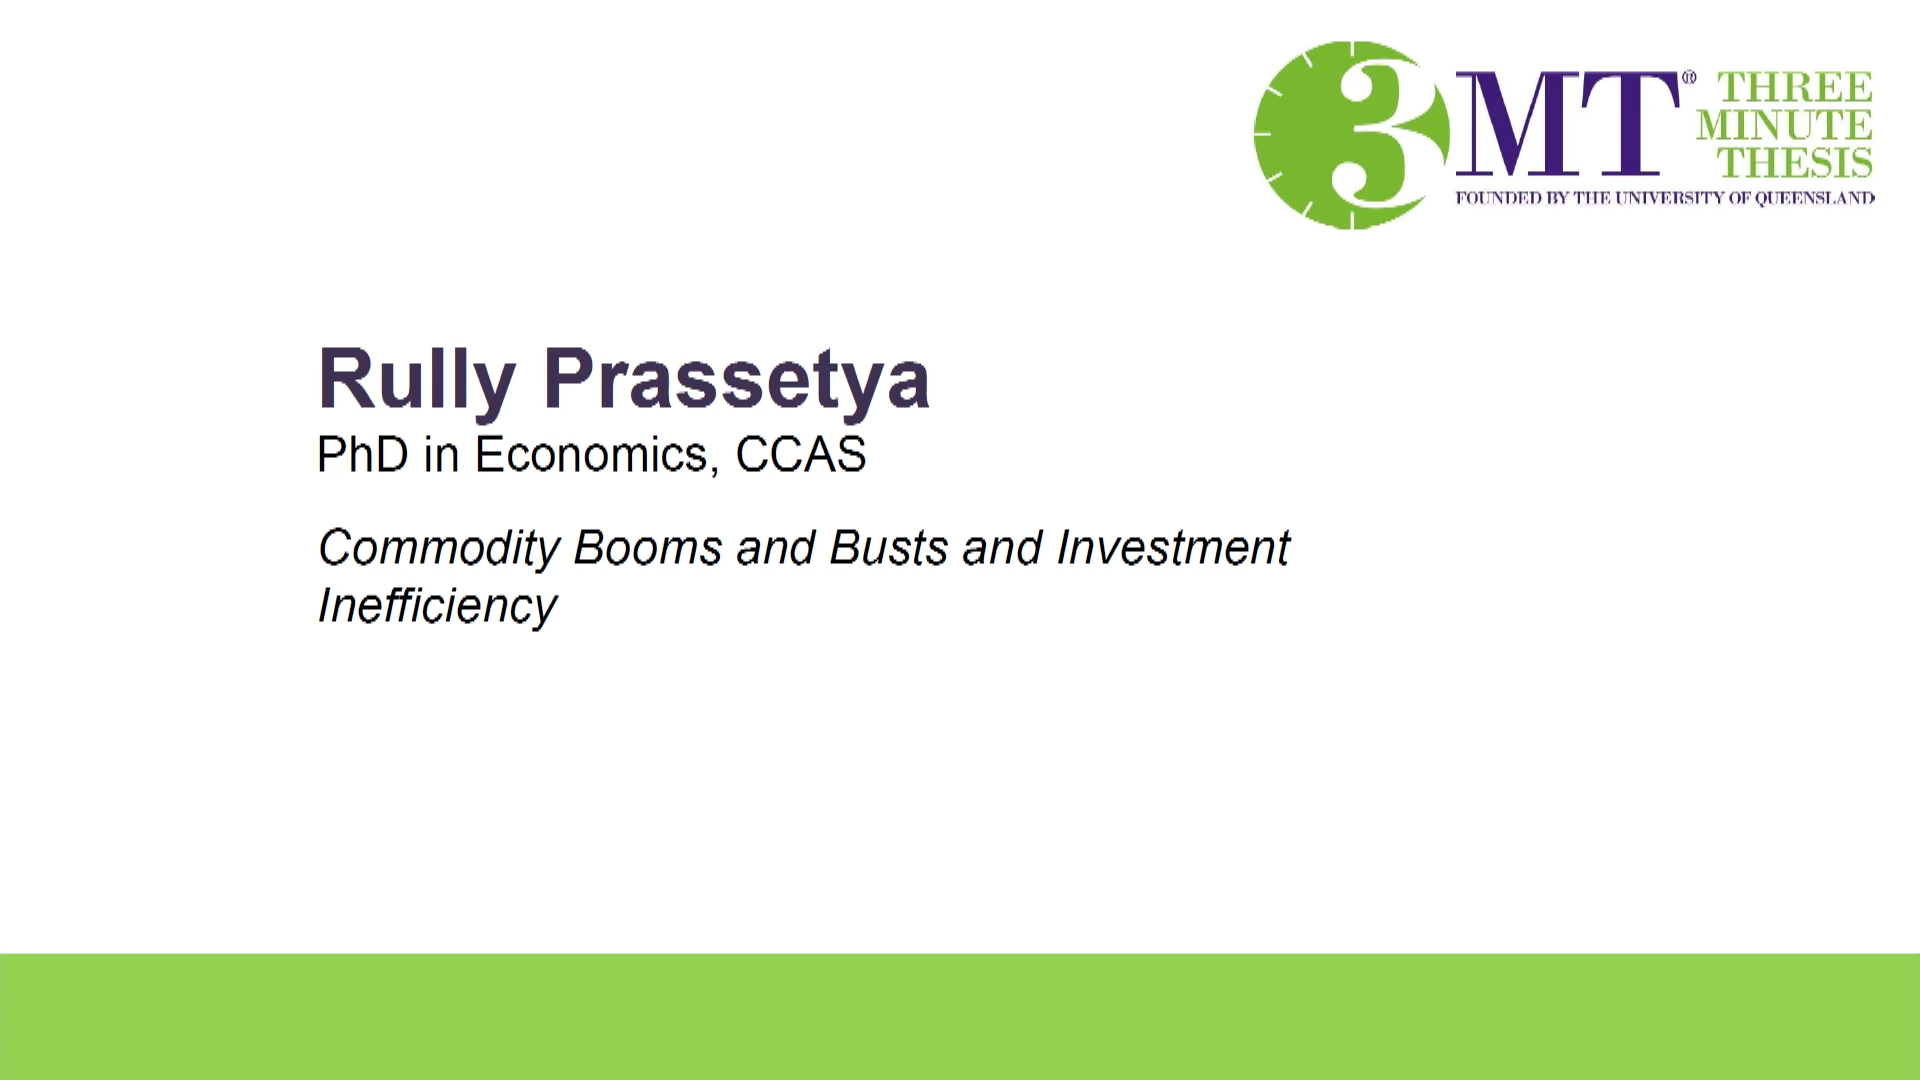 3MT® THREE
MINUTE
THESIS
FOUNDED BY THE UNIVERSITY OF QUEENSLAND
Rully Prassetya
PhD in Economics, CCAS
Commodity Booms and Busts and Investment
Inefficiency